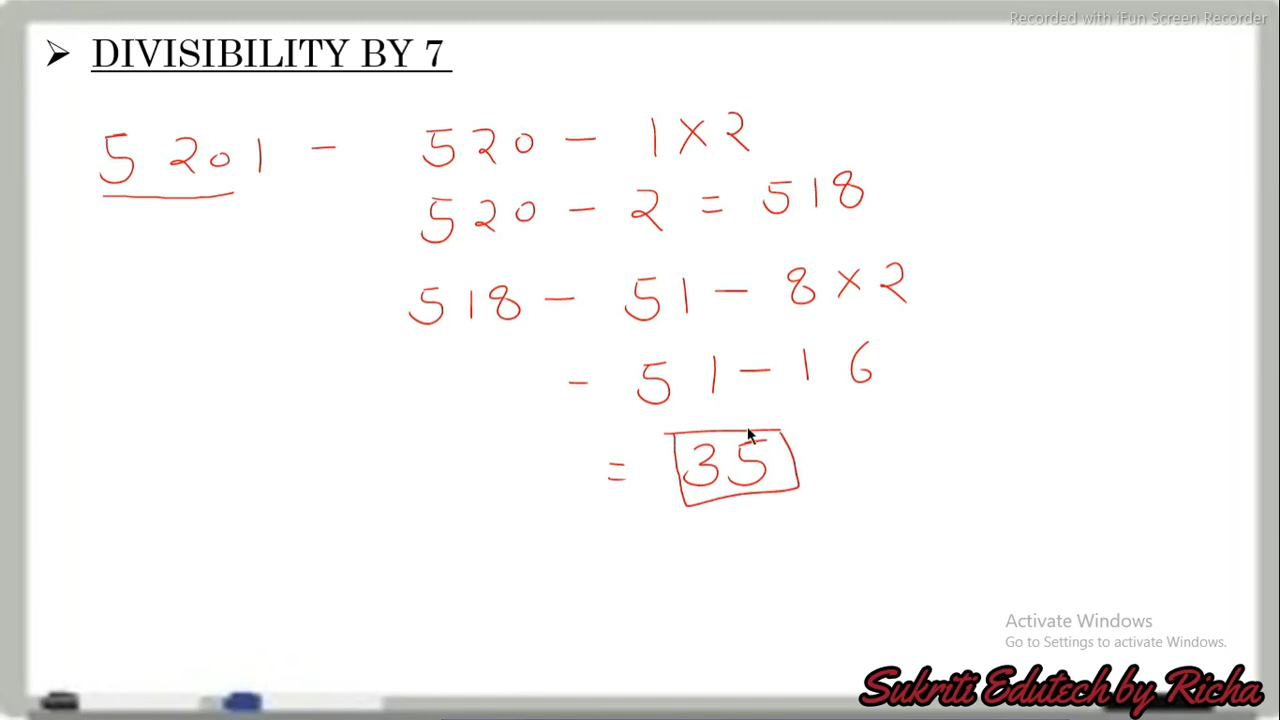 Recorded with iFun Screen Recorder
➢ DIVISIBILITY BY 7
5201 - 520 - 1 × 2
520 - 2 = 518
518 - 51 - 8 × 2
- 51 - 16
= 35
Activate Windows
Go to Settings to activate Windows.
Sukriti Edutech by Richa